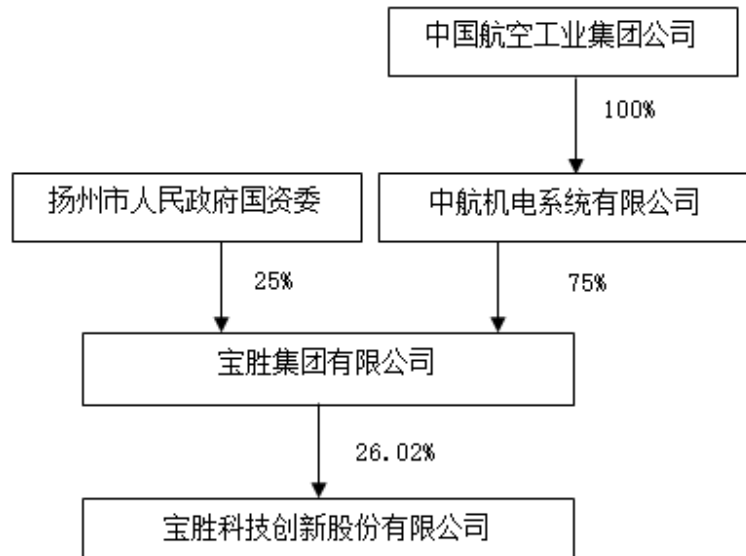 中国航空工业集团公司
100%
扬州市人民政府国资委
中航机电系统有限公司
25%
75%
宝胜集团有限公司
26.02%
宝胜科技创新股份有限公司